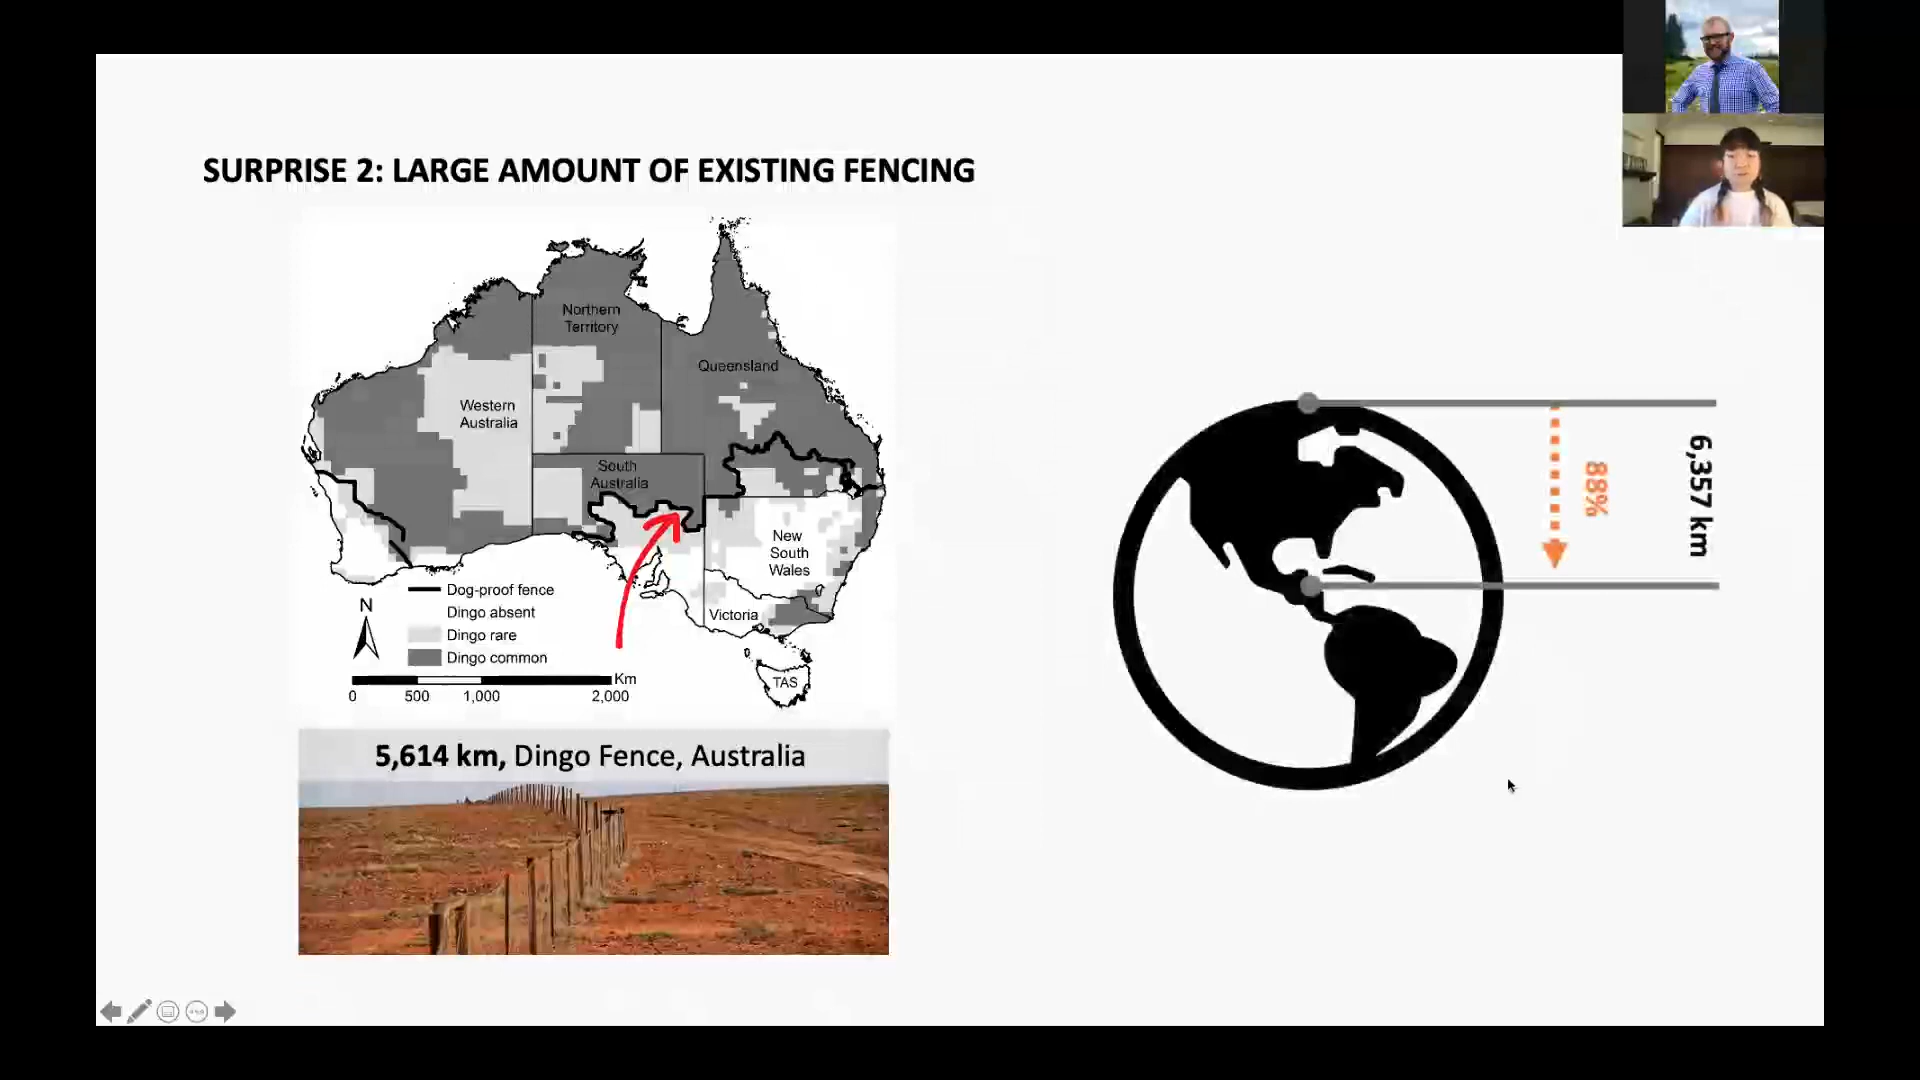 SURPRISE 2: LARGE AMOUNT OF EXISTING FENCING
Northern
Territory
Queensland
Western
Australia
South
Australia
New
South
Wales
Victoria
TAS
N
Dog-proof fence
Dingo absent
Dingo rare
Dingo common
Km
0 500 1,000 2,000
5,614 km, Dingo Fence, Australia
88%
6,357 km